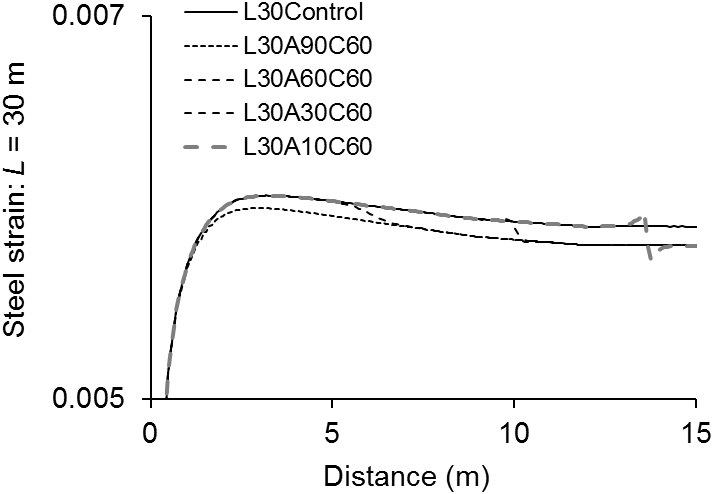 0.007
L30Control
L30A90C60
L30A60C60
L30A30C60
L30A10C60
Steel strain: L = 30 m
0.005
0 5 10 15
Distance (m)